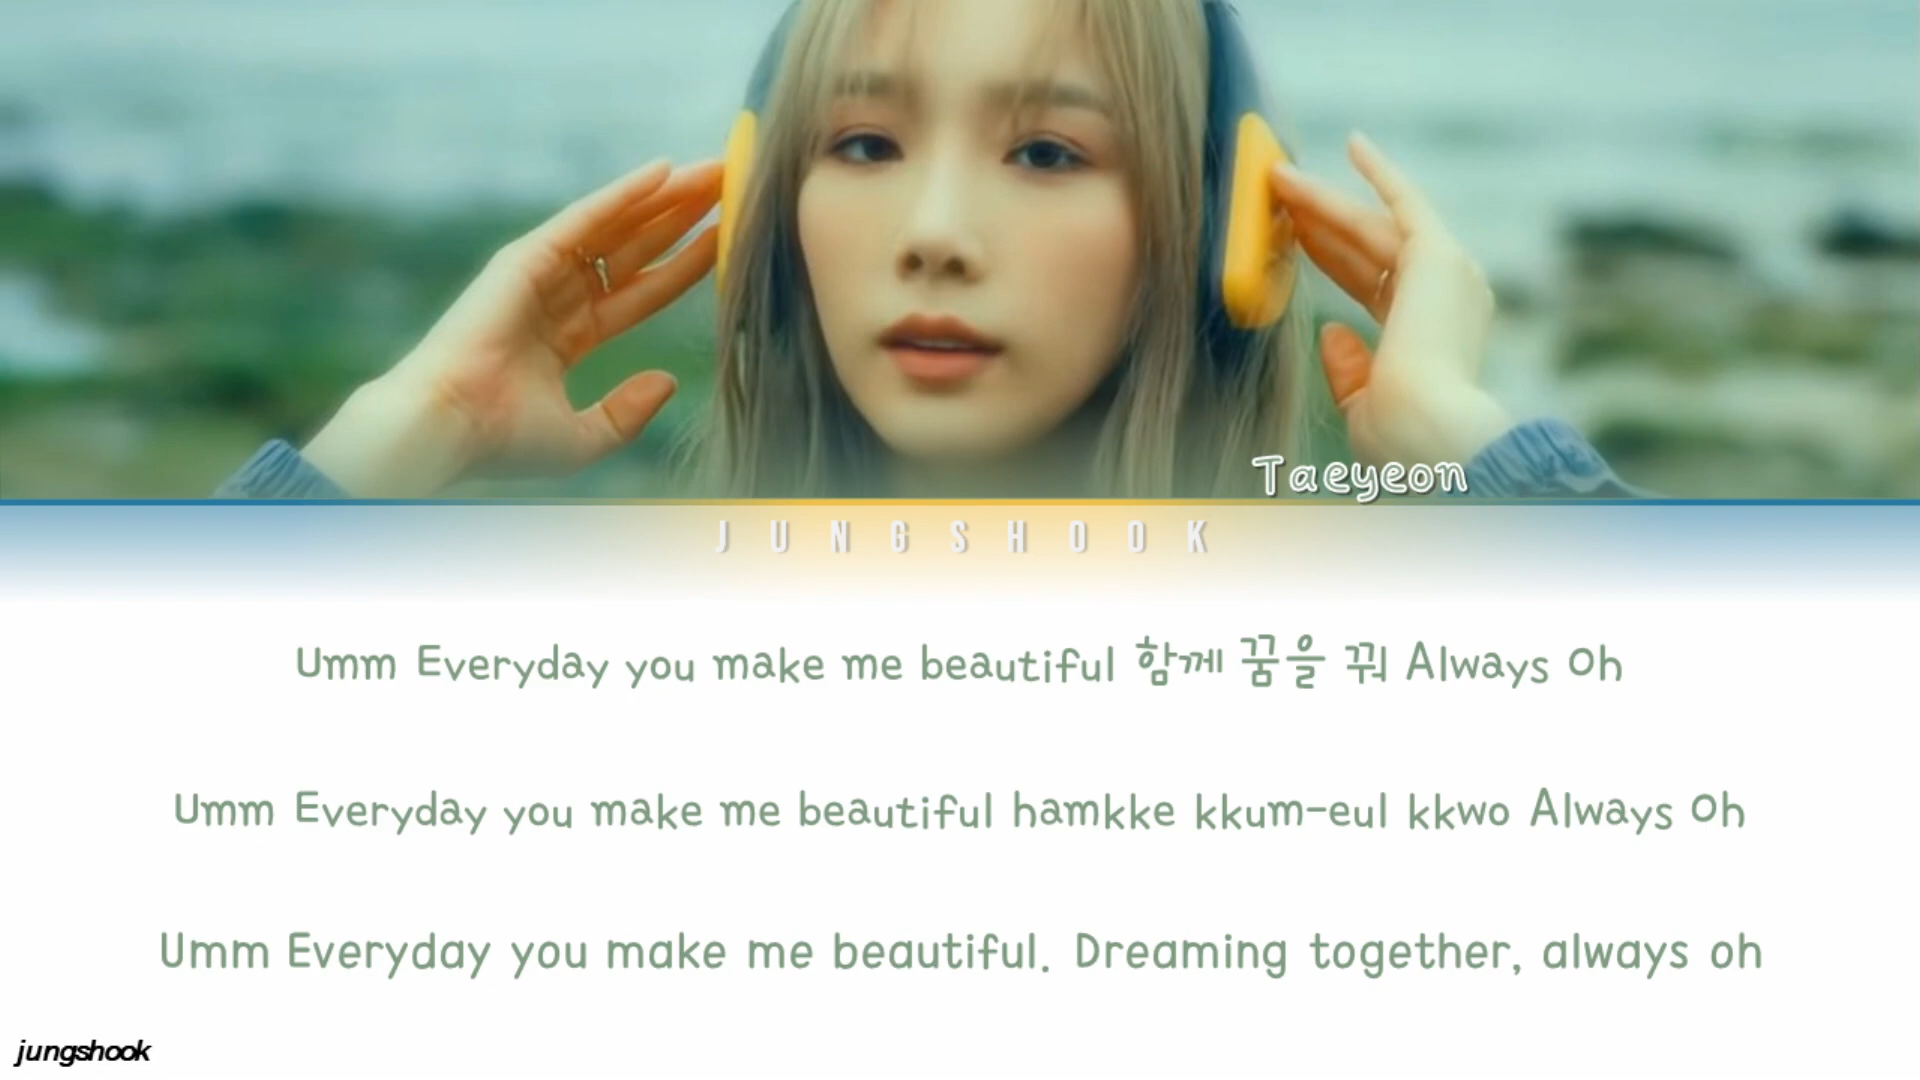 Taeyeon
JUNGSHOOK
Umm Everyday you make me beautiful 함께 꿈을 꿔 Always Oh
Umm Everyday you make me beautiful hamkke kkum-eul kkwo Always Oh
Umm Everyday you make me beautiful. Dreaming together, always oh
jungshook